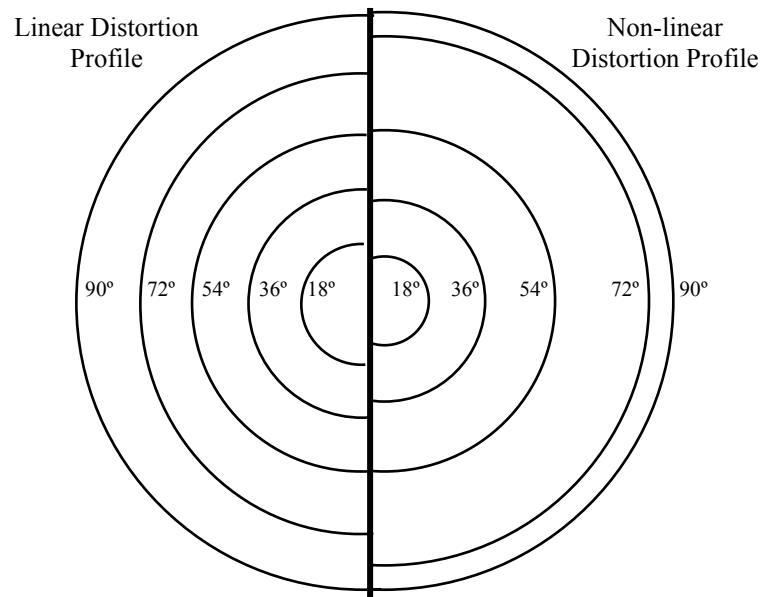 Linear Distortion
Profile
Non-linear
Distortion Profile
90º 72º 54º 36º 18º 18º 36º 54º 72º 90º